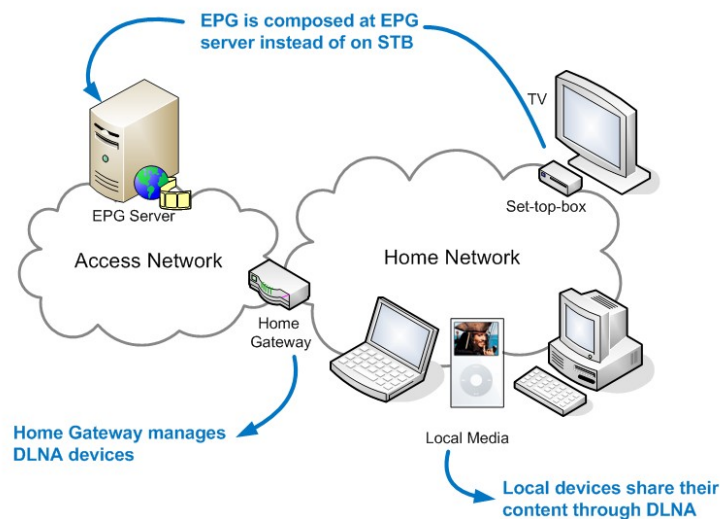 EPG is composed at EPG
server instead of on STB
TV
EPG Server
Set-top-box
Access Network
Home Network
Home
Gateway
Local Media
Home Gateway manages
DLNA devices
Local devices share their
content through DLNA